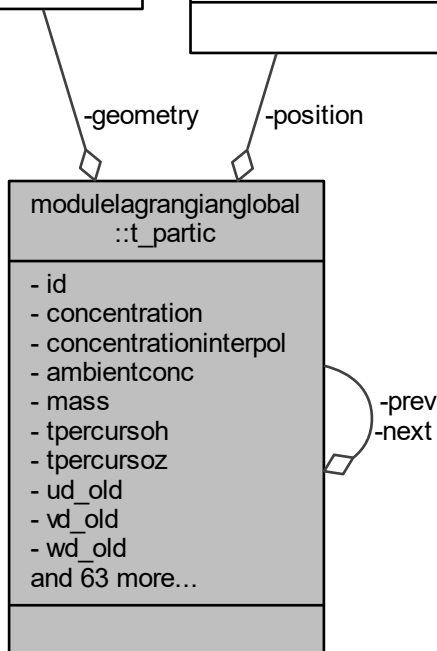 -geometry
-position
modulelagrangianglobal
::t_partic
- id
- concentration
- concentrationinterpol
- ambientconc
- mass
- tpercursoh
- tpercursoz
- ud_old
- vd_old
- wd_old
and 63 more...
-prev
-next